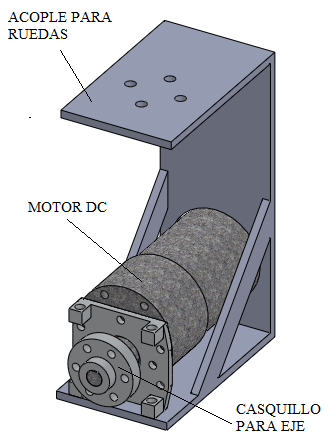 ACOPLE PARA
RUEDAS
MOTOR DC
CASQUILLO
PARA EJE